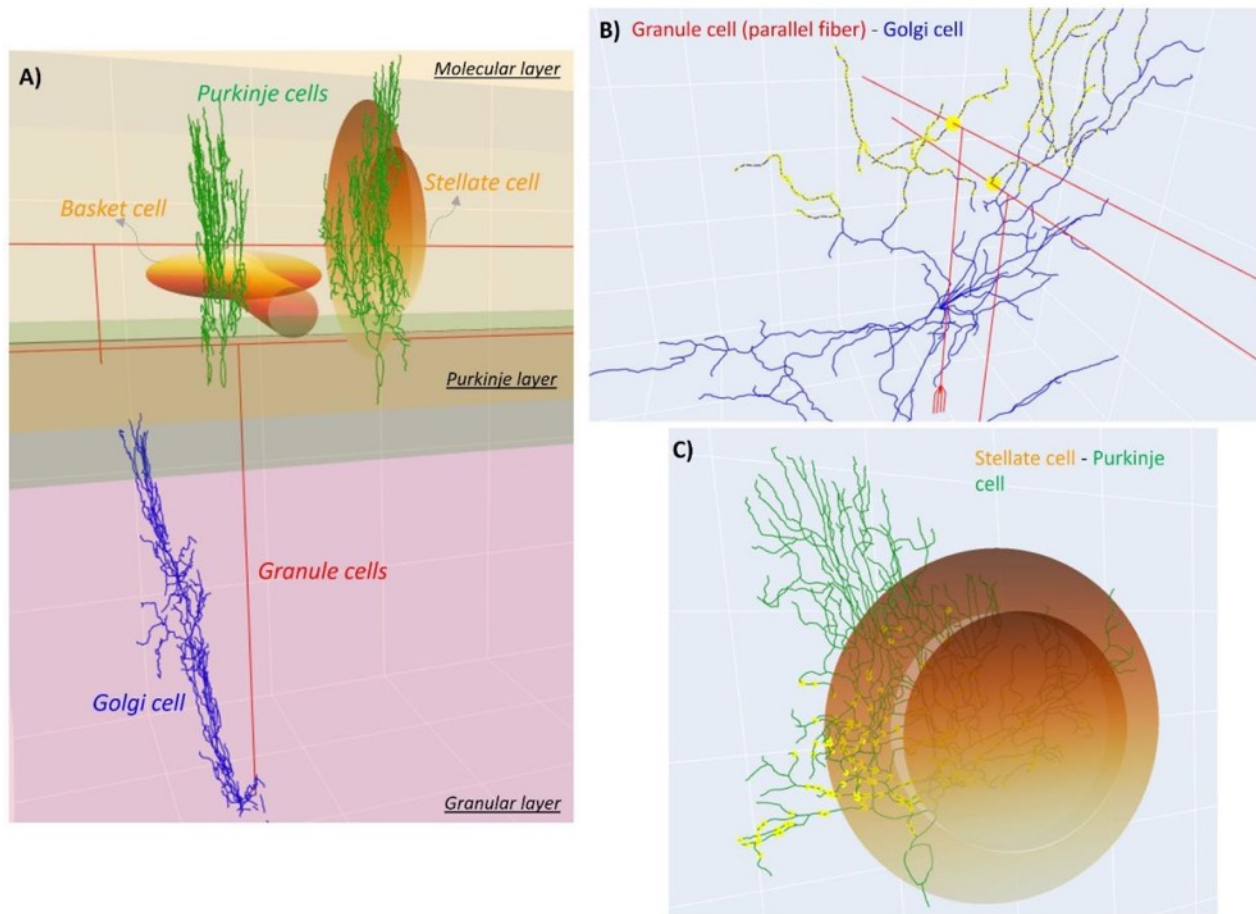 A)
Molecular layer
Purkinje cells
Basket cell
Stellate cell
Purkinje layer
Granule cells
Golgi cell
Granular layer
B) Granule cell (parallel fiber) - Golgi cell
C)
Stellate cell - Purkinje
cell